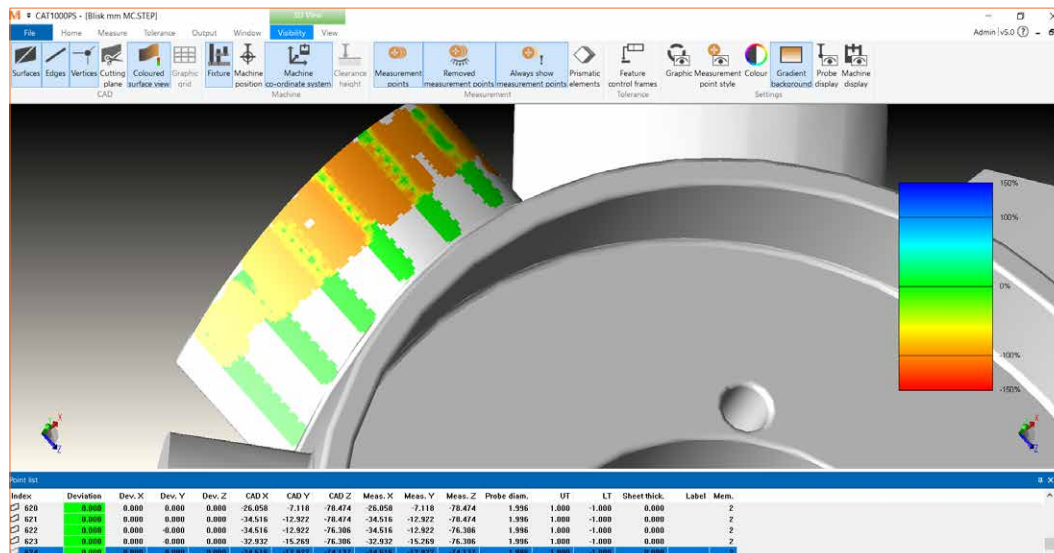 CAT1000PS - [Blisk mm MC.STEP]
3D View
File Home Measure Tolerance Output Window Visibility View
Admin | v5.0
Surfaces Edges Vertices Cutting plane Coloured surface view Graphic grid
CAD
Fixture Machine position Machine co-ordinate system Clearance height
Machine
Measurement points Removed measurement points Always show measurement points Prismatic elements
Measurement
Feature control frames
Tolerance
Graphic Measurement point style Colour Gradient background Probe display Machine display
Settings
150%
100%
0%
-100%
-150%
X
Z
X
Z
Point list
Index Deviation Dev. X Dev. Y Dev. Z CAD X CAD Y CAD Z Meas. X Meas. Y Meas. Z Probe diam. UT LT Sheet thick. Label Mem.
620 0.000 0.000 0.000 0.000 -26.058 -7.118 -78.474 -26.058 -7.118 -78.474 1.996 1.000 -1.000 0.000 2
621 0.000 0.000 0.000 0.000 -34.516 -12.922 -78.474 -34.516 -12.922 -78.474 1.996 1.000 -1.000 0.000 2
622 0.000 0.000 -0.000 0.000 -34.516 -12.922 -76.306 -34.516 -12.922 -76.306 1.996 1.000 -1.000 0.000 2
623 0.000 0.000 -0.000 0.000 -32.932 -15.269 -76.306 -32.932 -15.269 -76.306 1.996 1.000 -1.000 0.000 2